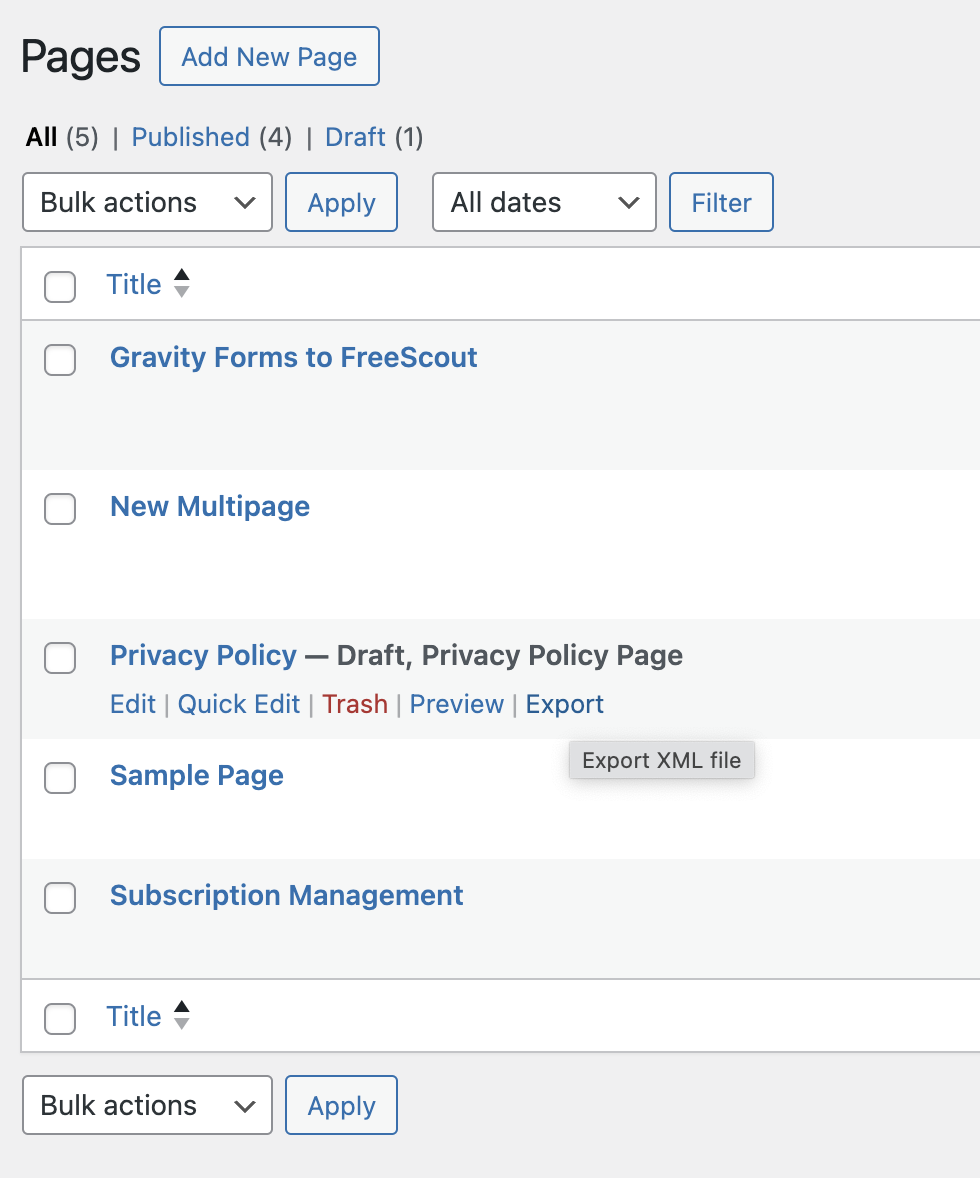 Pages Add New Page
All (5) | Published (4) | Draft (1)
Bulk actions Apply All dates Filter
Title
Gravity Forms to FreeScout
New Multipage
Privacy Policy — Draft, Privacy Policy Page
Edit | Quick Edit | Trash | Preview | Export
Export XML file
Sample Page
Subscription Management
Title
Bulk actions Apply